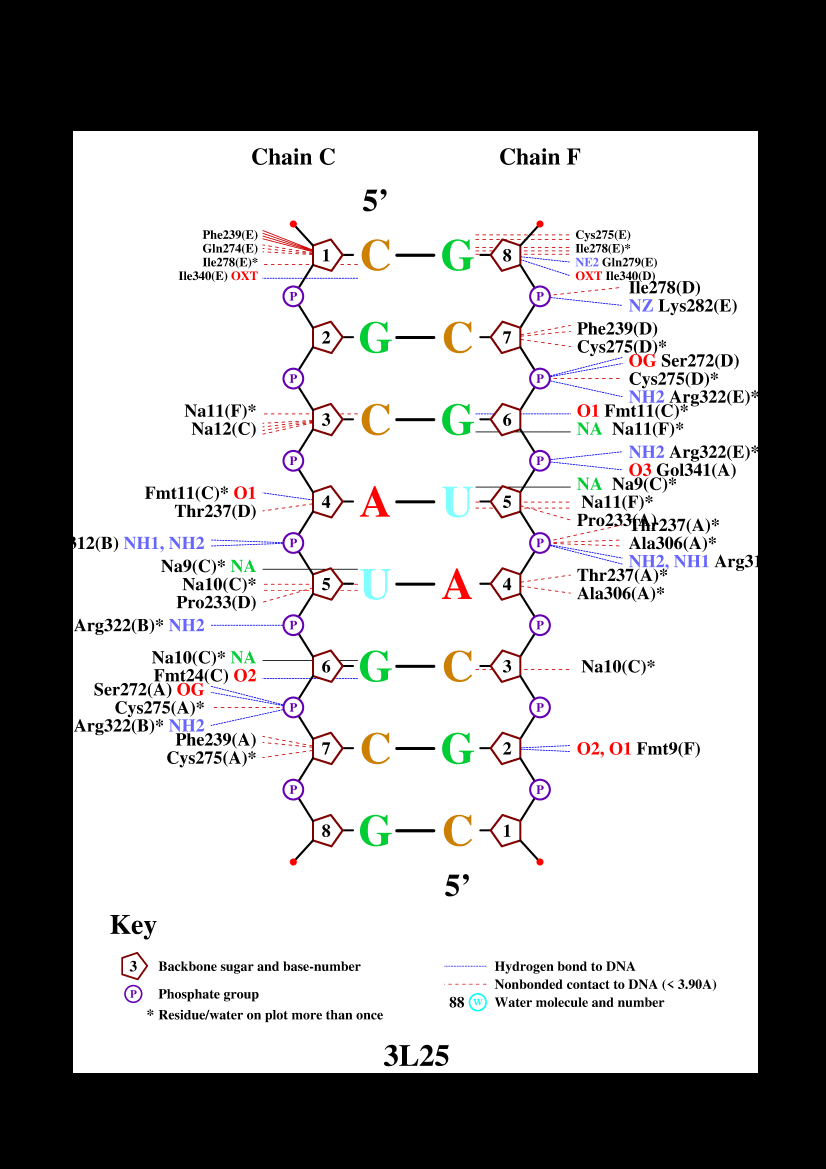 Chain C Chain F
5’
Phe239(E)
Gln274(E)
Ile278(E)*
Ile340(E) OXT
1 C G 8
Cys275(E)
Ile278(E)*
NE2 Gln279(E)
OXT Ile340(D)
P P
Ile278(D)
NZ Lys282(E)
2 G C 7
Phe239(D)
Cys275(D)*
P P
OG Ser272(D)
Cys275(D)*
NH2 Arg322(E)*
Na11(F)*
Na12(C)
3 C G 6
O1 Fmt11(C)*
NA Na11(F)*
P P
NH2 Arg322(E)*
O3 Gol341(A)
Fmt11(C)* O1
Thr237(D)
4 A U 5
NA Na9(C)*
Na11(F)*
Pro233(A)
312(B) NH1, NH2
P P
Thr237(A)*
Ala306(A)*
NH2, NH1 Arg31
Na9(C)* NA
Na10(C)*
Pro233(D)
5 U A 4
Thr237(A)*
Ala306(A)*
Arg322(B)* NH2
P P
Na10(C)* NA
Fmt24(C) O2
6 G C 3
Na10(C)*
Ser272(A) OG
Cys275(A)*
Arg322(B)* NH2
P P
Phe239(A)
Cys275(A)*
7 C G 2
O2, O1 Fmt9(F)
P P
8 G C 1
5’
Key
3 Backbone sugar and base-number
P Phosphate group
* Residue/water on plot more than once
Hydrogen bond to DNA
Nonbonded contact to DNA (< 3.90A)
88 W Water molecule and number
3L25